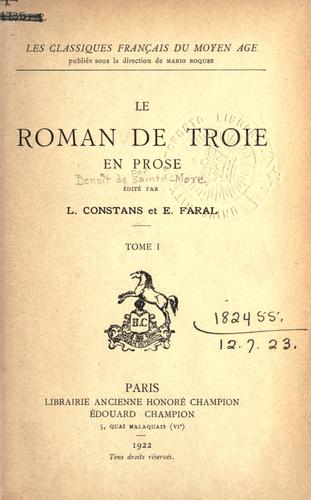 LES CLASSIQUES FRANÇAIS DU MOYEN AGE
publiés sous la direction de MARIO ROQUES
LE
ROMAN DE TROIE
EN PROSE
par
Benoît de Sainte-More
ÉDITÉ PAR
L. CONSTANS et E. FARAL
TOME I
H.C
182455.
12.7.23.
PARIS
LIBRAIRIE ANCIENNE HONORÉ CHAMPION
ÉDOUARD CHAMPION
5, QUAI MALAQUAIS (VIᵉ)
1922
Tous droits réservés.